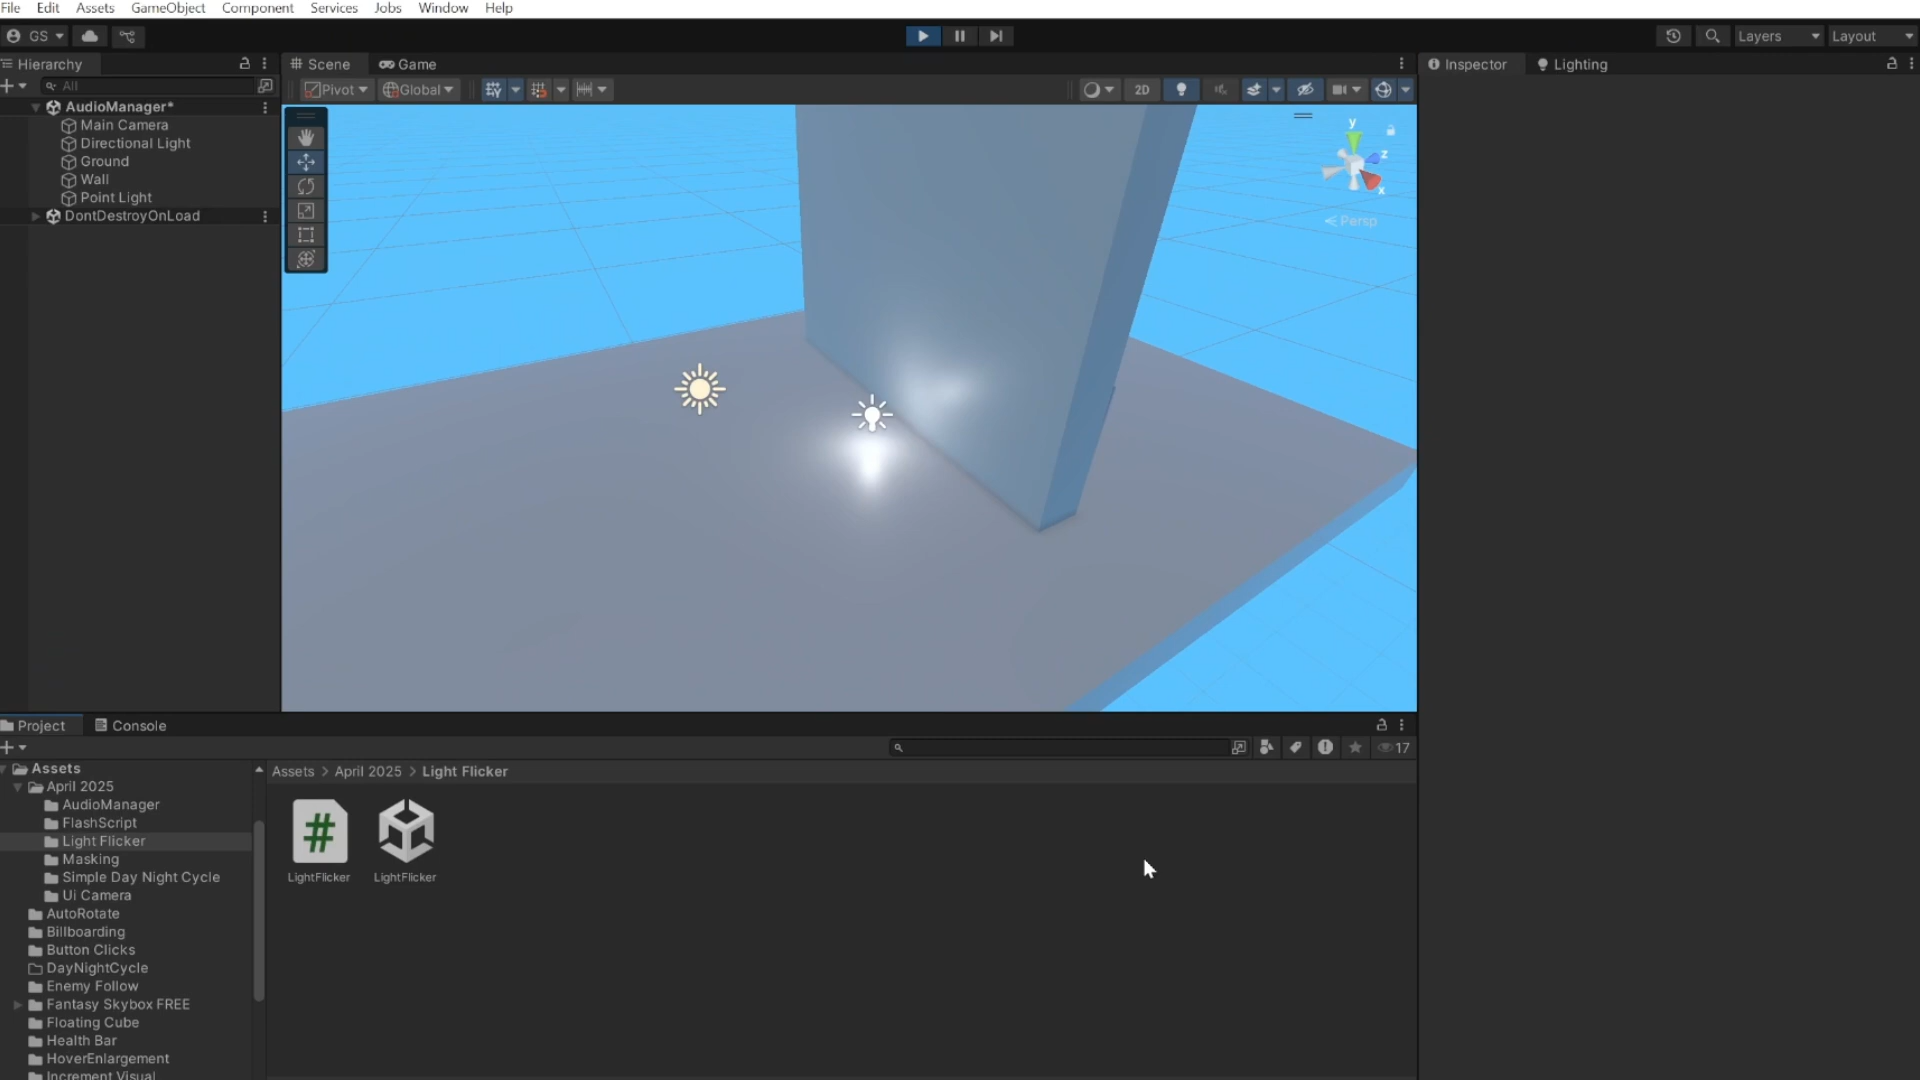 File Edit Assets GameObject Component Services Jobs Window Help
GS Layers Layout
Hierarchy
All
AudioManager*
Main Camera
Directional Light
Ground
Wall
Point Light
DontDestroyOnLoad
Scene Game
Pivot Global 2D
y
z
x
Persp
Inspector Lighting
Project Console
17
Assets
April 2025
AudioManager
FlashScript
Light Flicker
Masking
Simple Day Night Cycle
Ui Camera
AutoRotate
Billboarding
Button Clicks
DayNightCycle
Enemy Follow
Fantasy Skybox FREE
Floating Cube
Health Bar
HoverEnlargement
Increment Visual
Assets > April 2025 > Light Flicker
#
LightFlicker LightFlicker